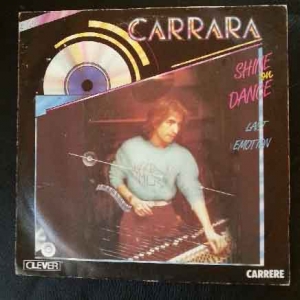 CARRARA
SHINE
on
DANCE
LAST
EMOTION
CLEVER
CARRERE